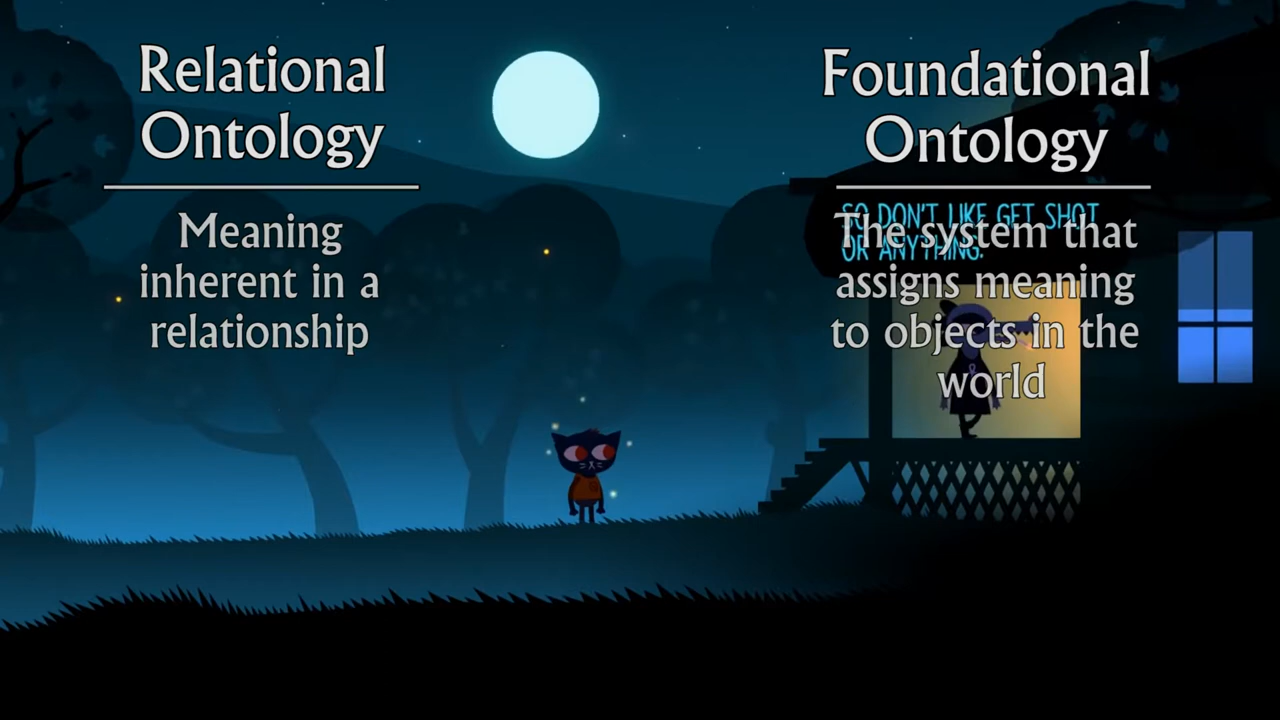 Relational
Ontology
Meaning
inherent in a
relationship
Foundational
Ontology
The system that
assigns meaning
to objects in the
world
SO DON'T LIKE GET SHOT
OR ANYTHING.